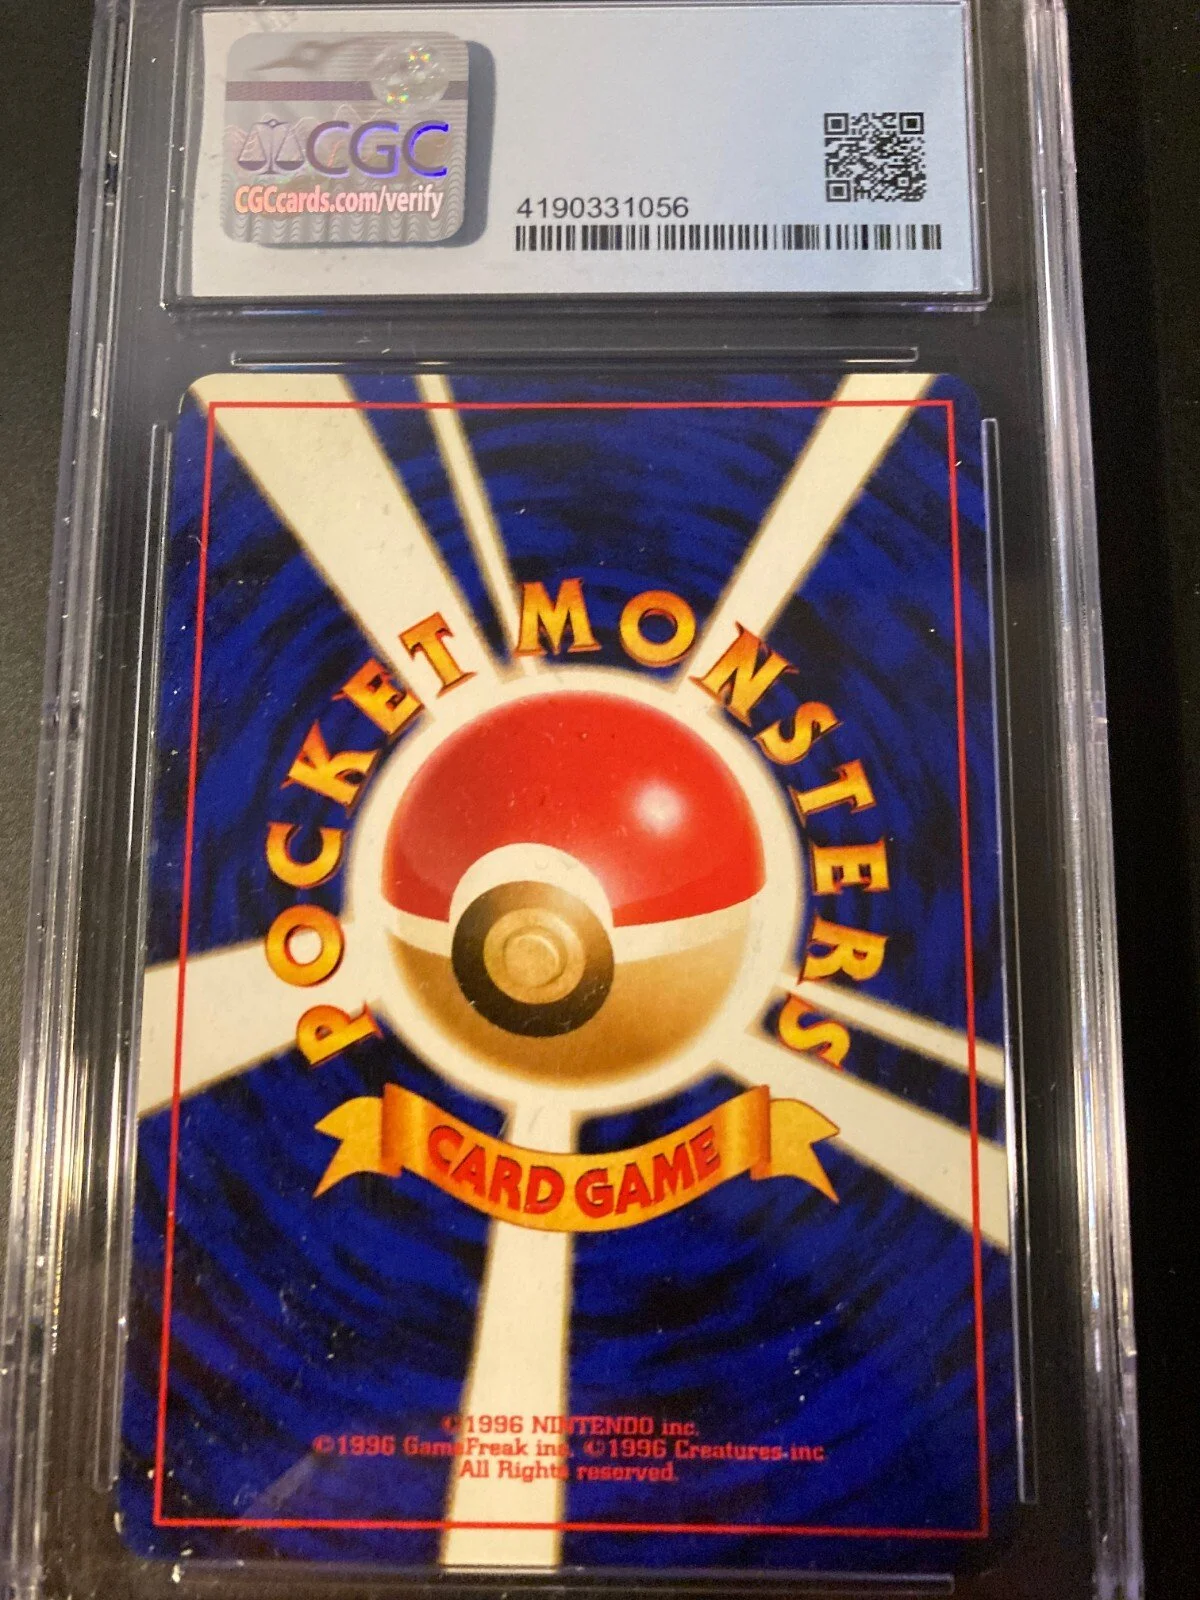 CGC
CGCcards.com/verify
4190331056
POCKET MONSTERS
CARD GAME
©1996 NINTENDO inc.
©1996 GameFreak inc. ©1996 Creatures inc
All Rights reserved.